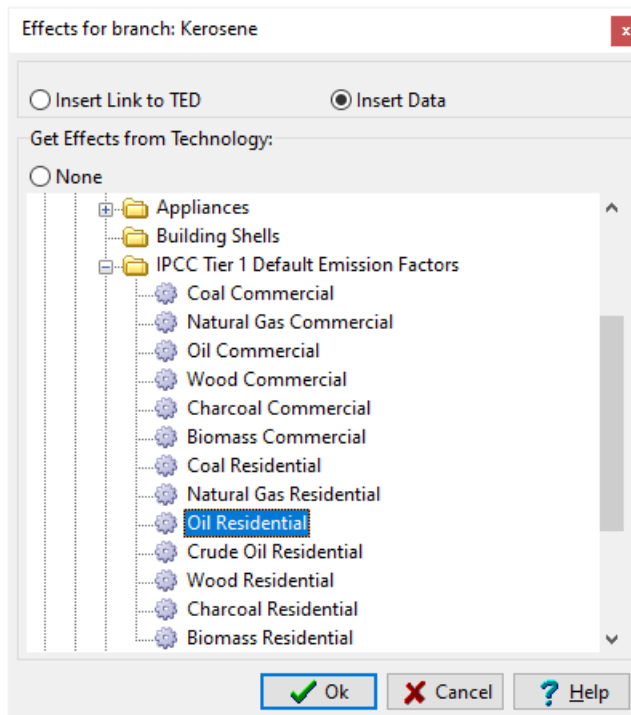 Effects for branch: Kerosene
x
Insert Link to TED Insert Data
Get Effects from Technology:
None
Appliances
Building Shells
IPCC Tier 1 Default Emission Factors
Coal Commercial
Natural Gas Commercial
Oil Commercial
Wood Commercial
Charcoal Commercial
Biomass Commercial
Coal Residential
Natural Gas Residential
Oil Residential
Crude Oil Residential
Wood Residential
Charcoal Residential
Biomass Residential
Ok Cancel ? Help